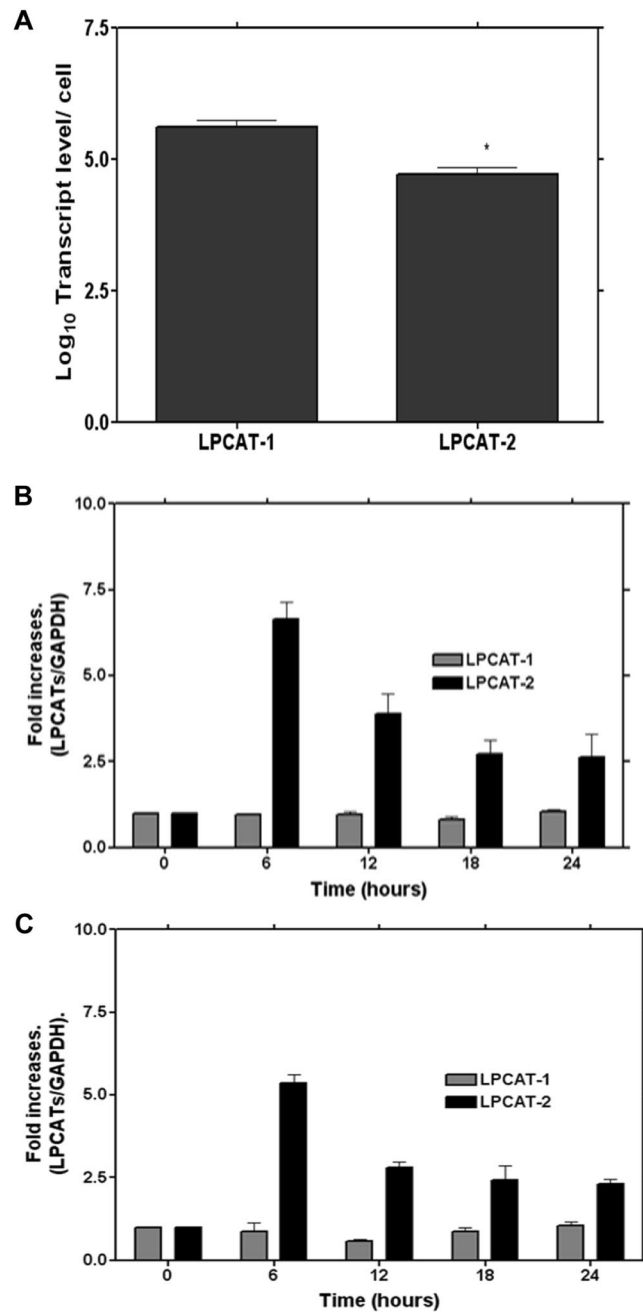 A
7.5
5.0
2.5
0.0
Log₁₀ Transcript level/ cell
*
LPCAT-1 LPCAT-2
B
10.0
7.5
5.0
2.5
0.0
Fold increases.
(LPCATs/GAPDH)
LPCAT-1
LPCAT-2
0 6 12 18 24
Time (hours)
C
10.0
7.5
5.0
2.5
0.0
Fold increases.
(LPCATs/GAPDH).
LPCAT-1
LPCAT-2
0 6 12 18 24
Time (hours)